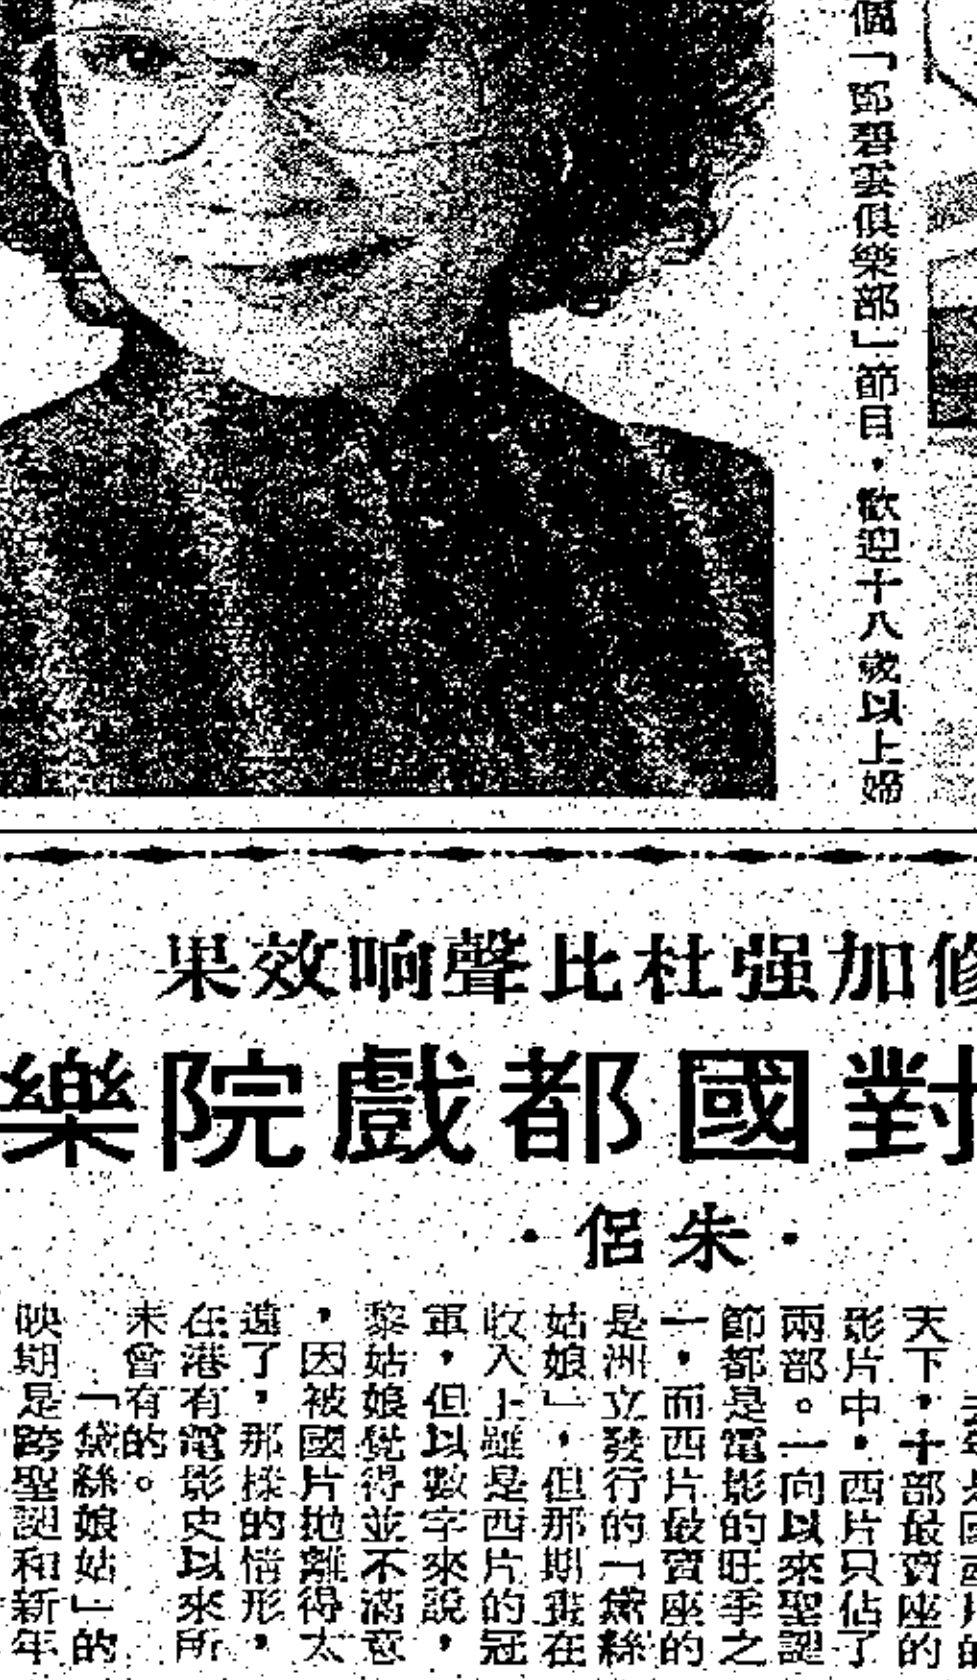 個「鄧碧雲俱樂部」節目，歡迎十八歲以上婦
修加强杜比聲响效果
對國都戲院樂
·朱侶·
天下，十部最賣座的
影片中，西片只佔了
兩部。一向以來聖誕
節都是電影的旺季之
一，而西片最賣座的
是洲立發行的「黛絲
姑娘」，但那期
在
收入上雖是西片的冠
軍，但以數字來說，
黎姑娘覺得並不滿意
，因被國片拋離得太
遠了，那樣的情形，
在港有電影史以來所
未曾有的。
「黛絲娘姑」的
映期是跨聖誕和新年